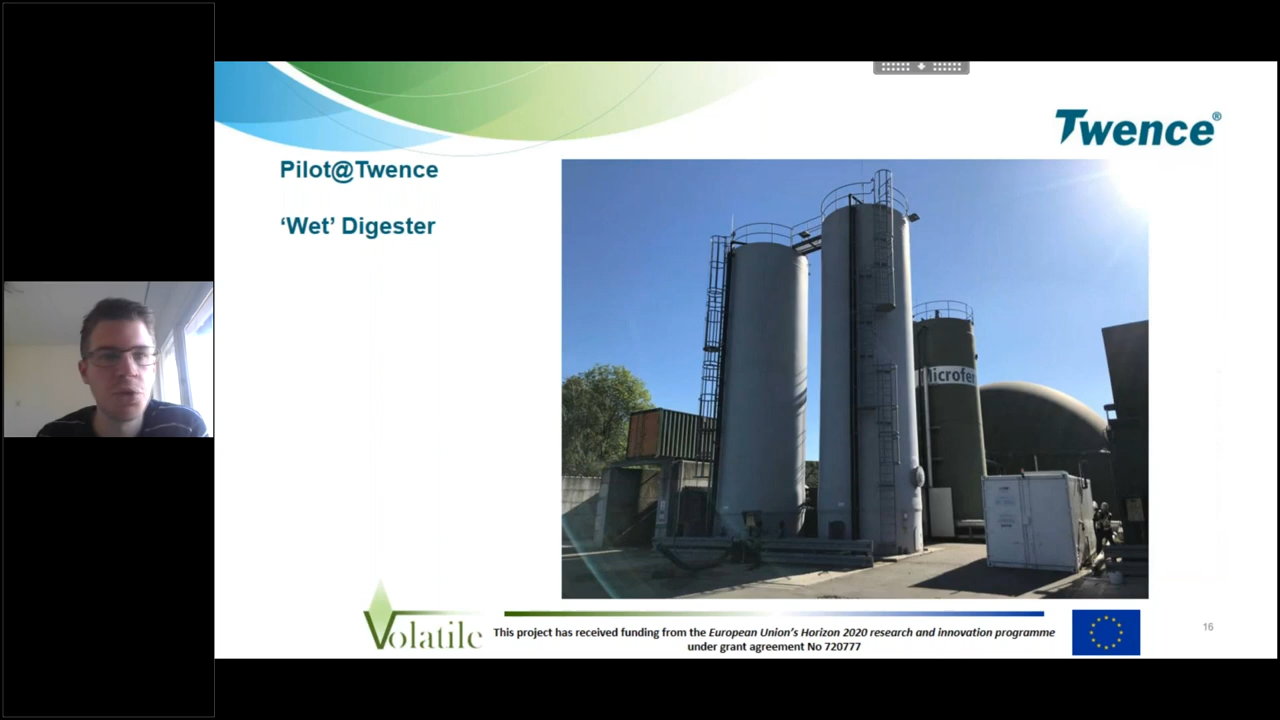 Twence®
Pilot@Twence
‘Wet’ Digester
Microfer
Volatile
This project has received funding from the European Union’s Horizon 2020 research and innovation programme
under grant agreement No 720777
16